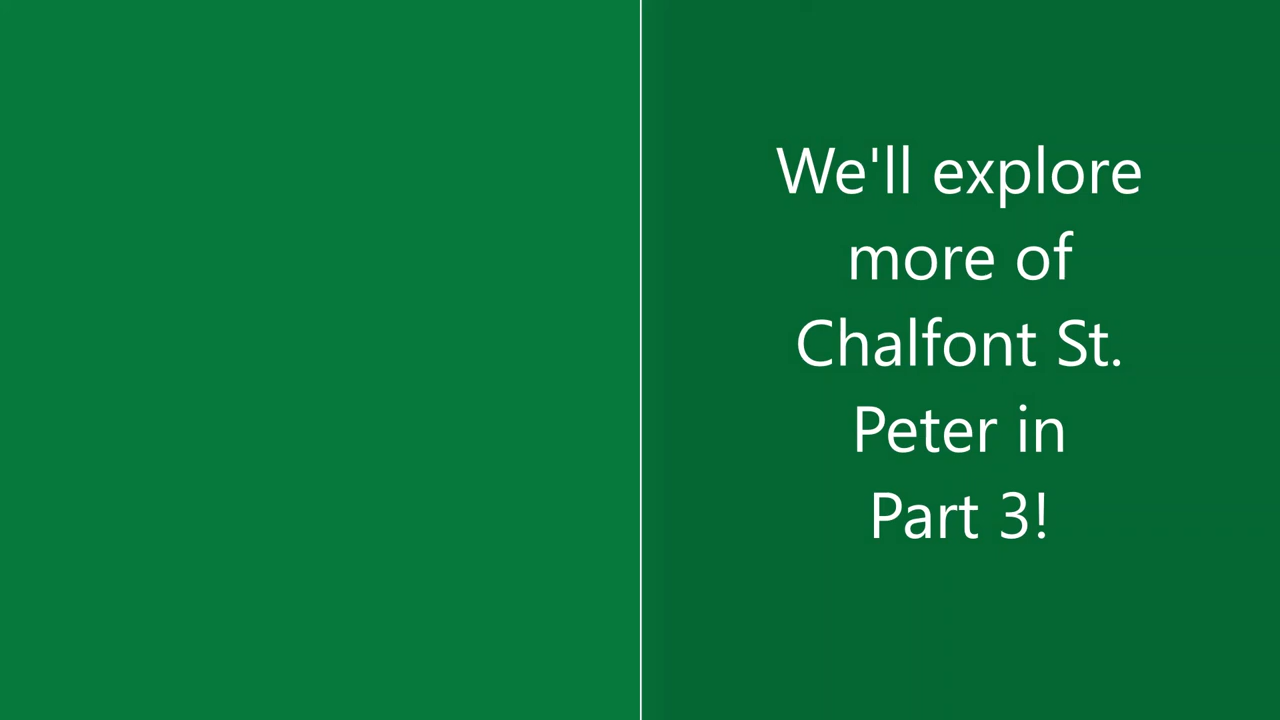 We'll explore
more of
Chalfont St.
Peter in
Part 3!